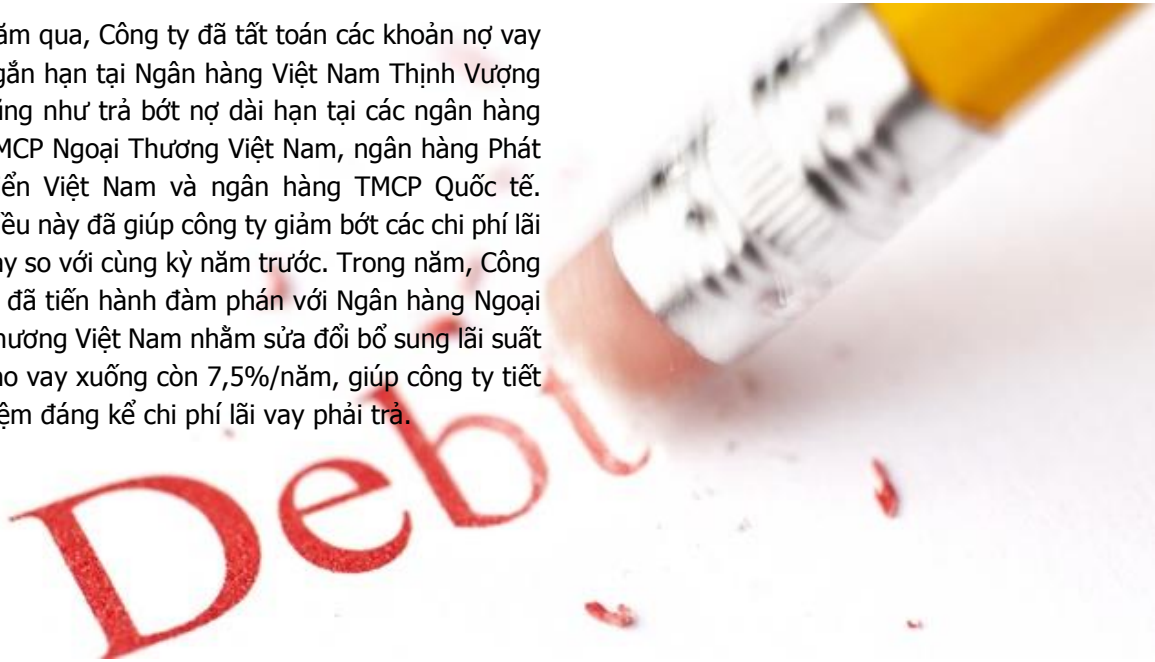 ăm qua, Công ty đã tất toán các khoản nợ vay
gắn hạn tại Ngân hàng Việt Nam Thịnh Vượng
ũng như trả bớt nợ dài hạn tại các ngân hàng
MCP Ngoại Thương Việt Nam, ngân hàng Phát
iển Việt Nam và ngân hàng TMCP Quốc tế.
ều này đã giúp công ty giảm bớt các chi phí lãi
ay so với cùng kỳ năm trước. Trong năm, Công
đã tiến hành đàm phán với Ngân hàng Ngoại
hương Việt Nam nhằm sửa đổi bổ sung lãi suất
ho vay xuống còn 7,5%/năm, giúp công ty tiết
iệm đáng kể chi phí lãi vay phải trả.
Debt